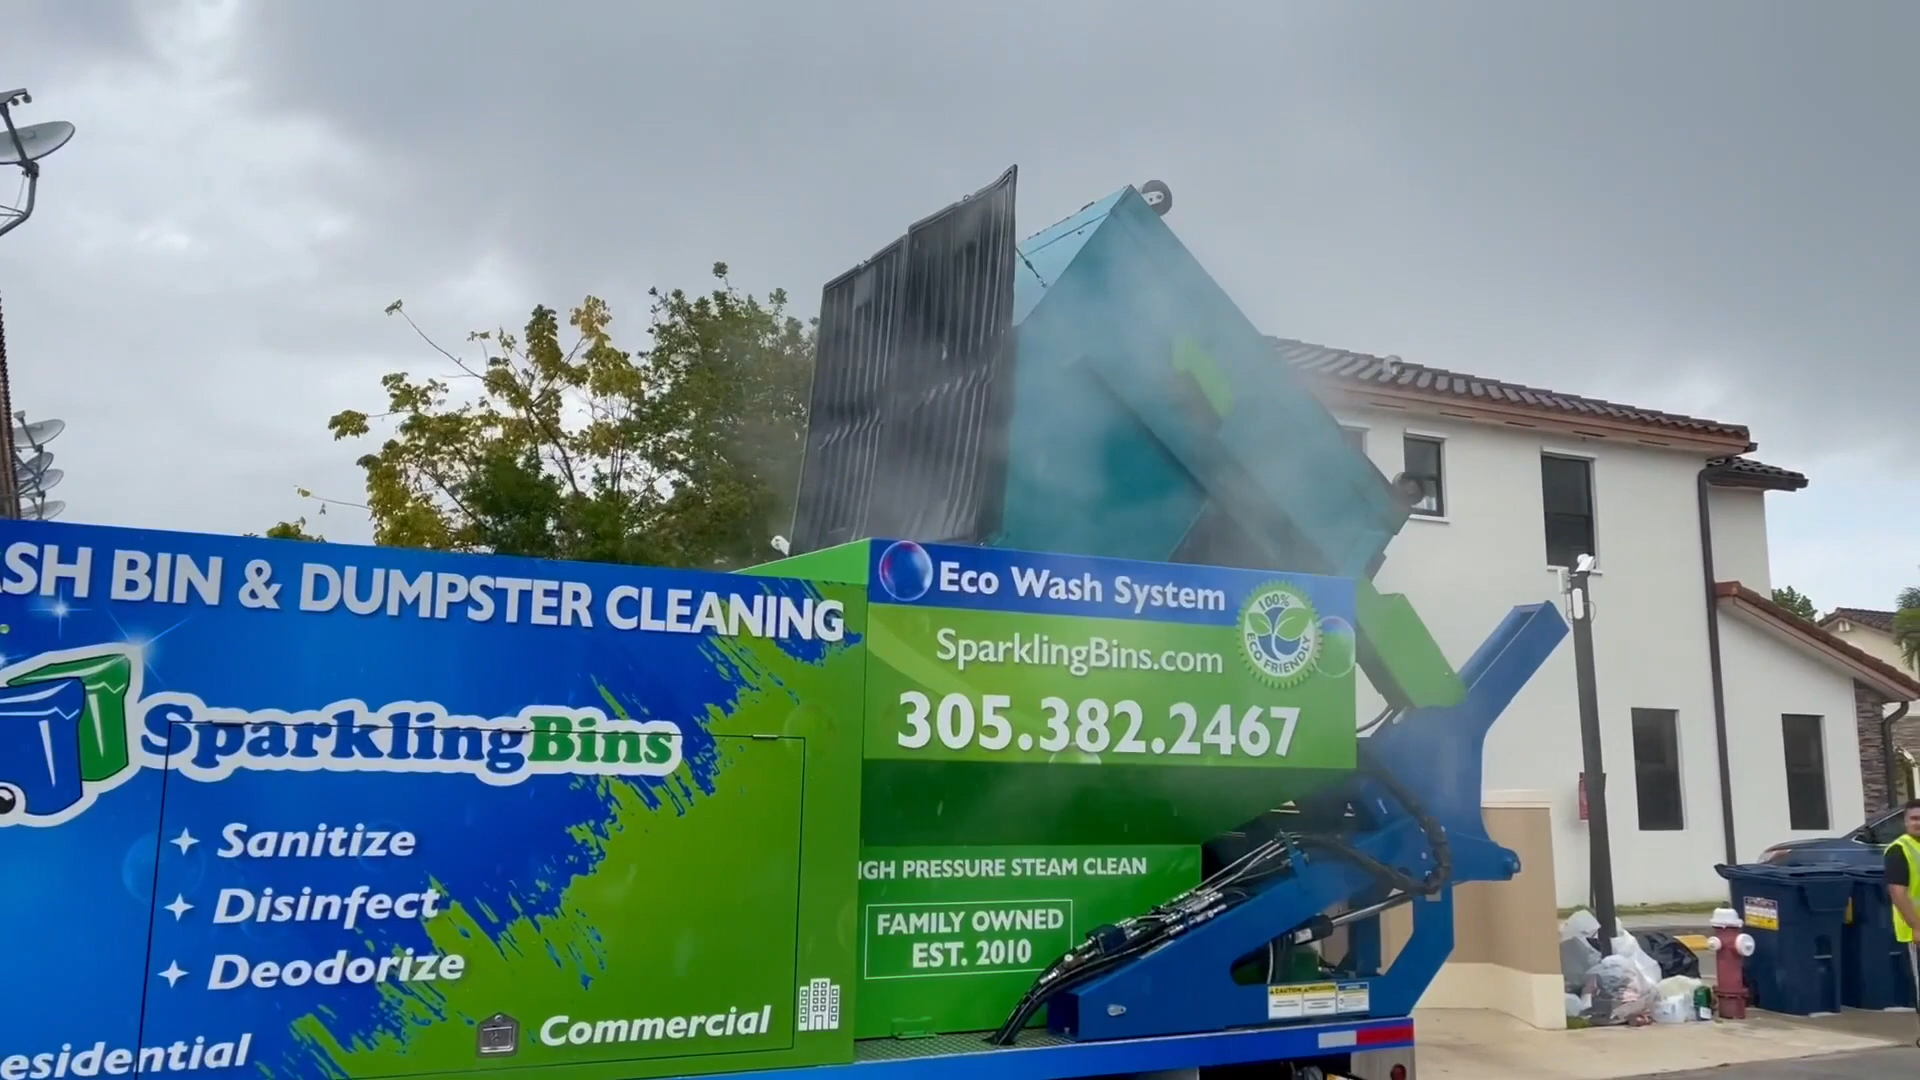 SH BIN & DUMPSTER CLEANING
SparklingBins
Sanitize
Disinfect
Deodorize
esidential
Commercial
Eco Wash System
SparklingBins.com
305.382.2467
100%
ECO FRIENDLY
IGH PRESSURE STEAM CLEAN
FAMILY OWNED
EST. 2010
CAUTION